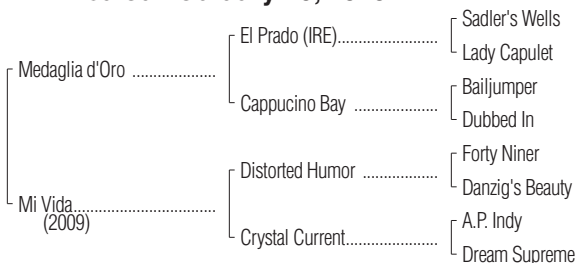 Sadler's Wells
El Prado (IRE).........................
Lady Capulet
Medaglia d'Oro .....................
Bailjumper
Cappucino Bay .....................
Dubbed In
Forty Niner
Distorted Humor ...................
Danzig's Beauty
Mi Vida...................................
(2009)
A.P. Indy
Crystal Current.......................
Dream Supreme